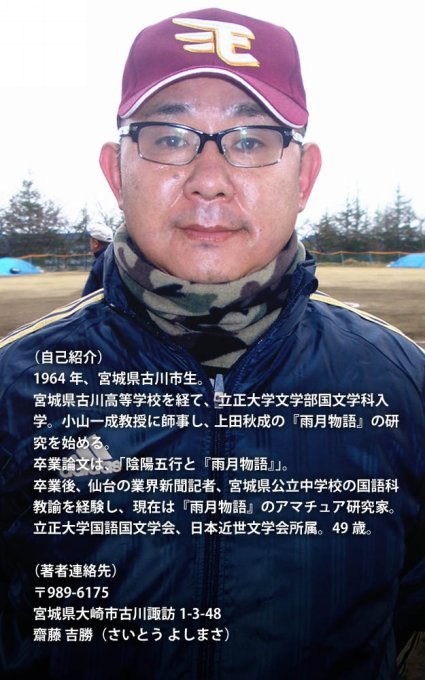 (自己紹介)
1964 年、宮城県古川市生。
宮城県古川高等学校を経て、立正大学文学部国文学科入
学。小山一成教授に師事し、上田秋成の『雨月物語』の研
究を始める。
卒業論文は、「陰陽五行と『雨月物語』」。
卒業後、仙台の業界新聞記者、宮城県公立中学校の国語科
教諭を経験し、現在は『雨月物語』のアマチュア研究家。
立正大学国語国文学会、日本近世文学会所属。49 歳。
(著者連絡先)
〒989-6175
宮城県大崎市古川諏訪 1-3-48
齋藤 吉勝(さいとう よしまさ)